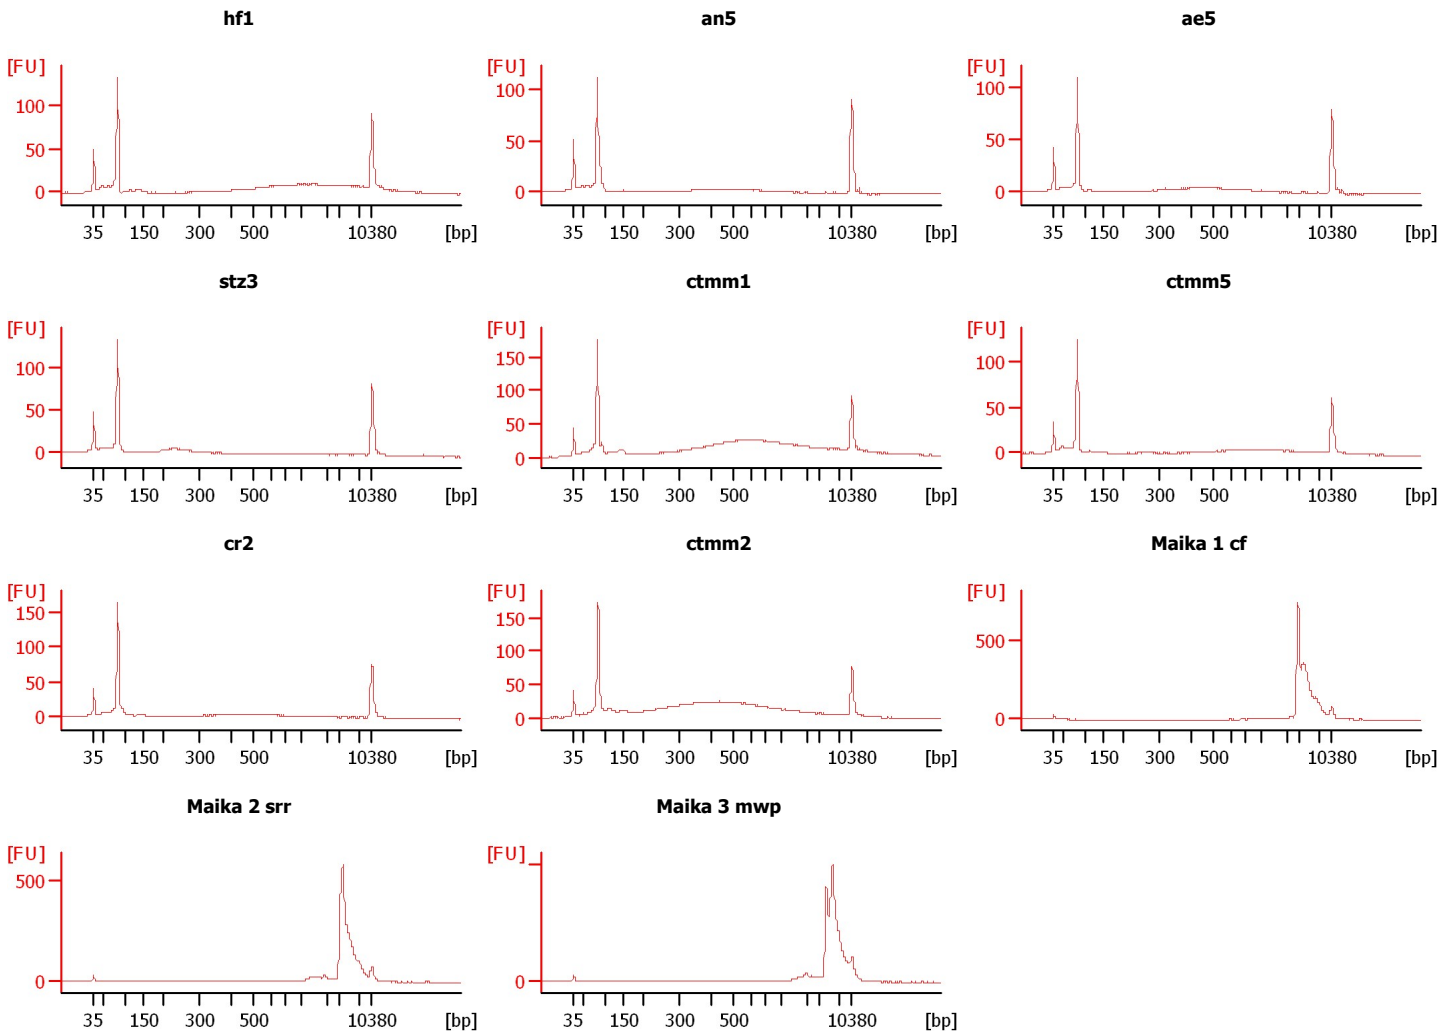 hf1 an5 ae5
[FU] [FU] [FU]
100 100 100
50 50 50
0 0 0
35 150 300 500 10380 [bp] 35 150 300 500 10380 [bp] 35 150 300 500 10380 [bp]
stz3 ctmm1 ctmm5
[FU] [FU] [FU]
150
100 100 100
50 50 50
0 0 0
35 150 300 500 10380 [bp] 35 150 300 500 10380 [bp] 35 150 300 500 10380 [bp]
cr2 ctmm2 Maika 1 cf
[FU] [FU] [FU]
150 150
100 100 500
50 50
0 0 0
35 150 300 500 10380 [bp] 35 150 300 500 10380 [bp] 35 150 300 500 10380 [bp]
Maika 2 srr Maika 3 mwp
[FU] [FU]
500
0
35 150 300 500 10380 [bp] 35 150 300 500 10380 [bp]